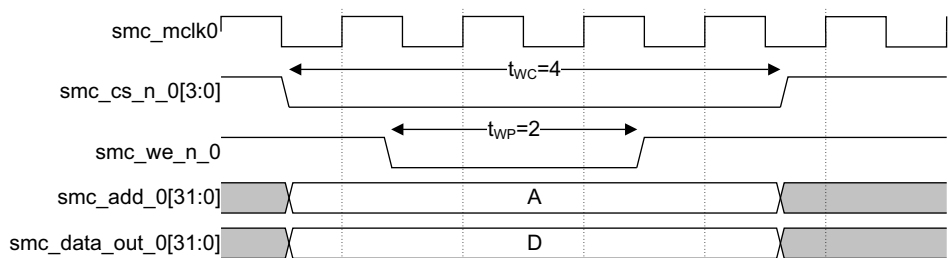 smc_mclk0
t_WC=4
smc_cs_n_0[3:0]
t_WP=2
smc_we_n_0
smc_add_0[31:0] A
smc_data_out_0[31:0] D